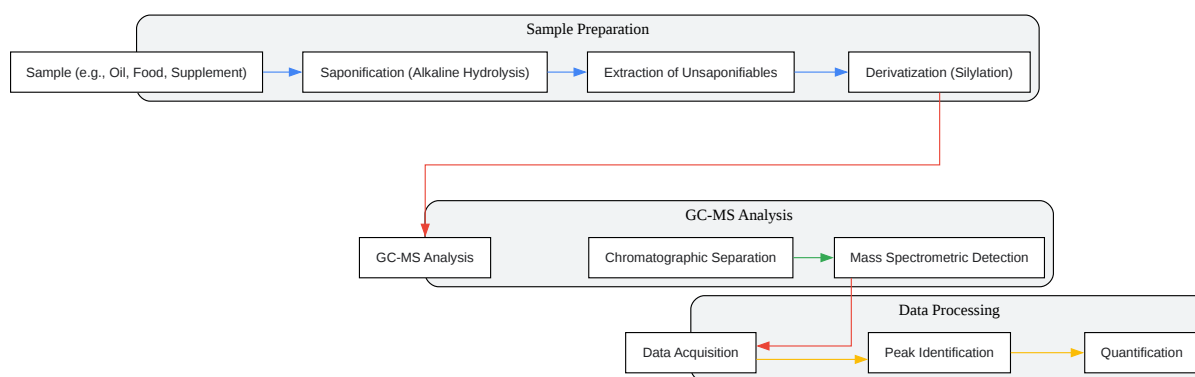 Sample Preparation
Sample (e.g., Oil, Food, Supplement)
Saponification (Alkaline Hydrolysis)
Extraction of Unsaponifiables
Derivatization (Silylation)
GC-MS Analysis
GC-MS Analysis
Chromatographic Separation
Mass Spectrometric Detection
Data Processing
Data Acquisition
Peak Identification
Quantification